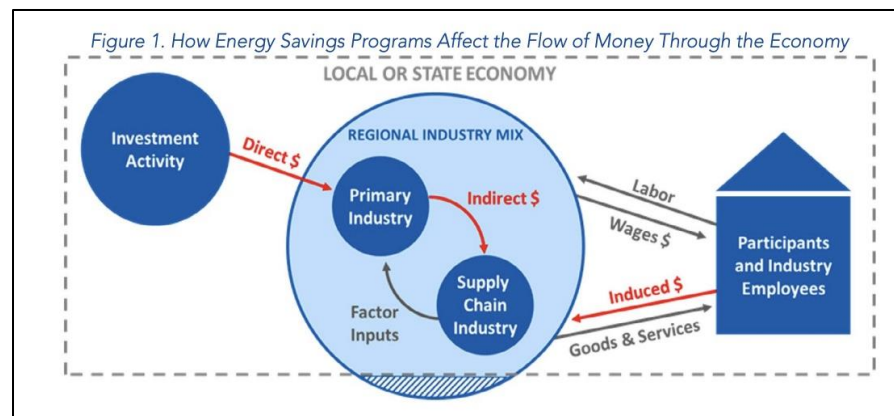 Figure 1. How Energy Savings Programs Affect the Flow of Money Through the Economy
LOCAL OR STATE ECONOMY
Investment
Activity
Direct $
REGIONAL INDUSTRY MIX
Primary
Industry
Indirect $
Supply
Chain
Industry
Factor
Inputs
Labor
Wages $
Induced $
Goods & Services
Participants
and Industry
Employees